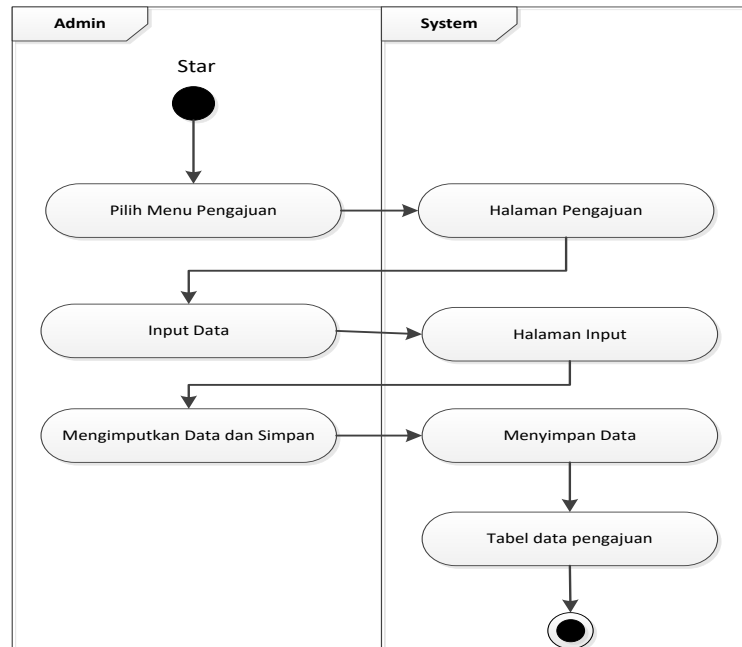 Admin
System
Star
Pilih Menu Pengajuan
Halaman Pengajuan
Input Data
Halaman Input
Mengimputkan Data dan Simpan
Menyimpan Data
Tabel data pengajuan